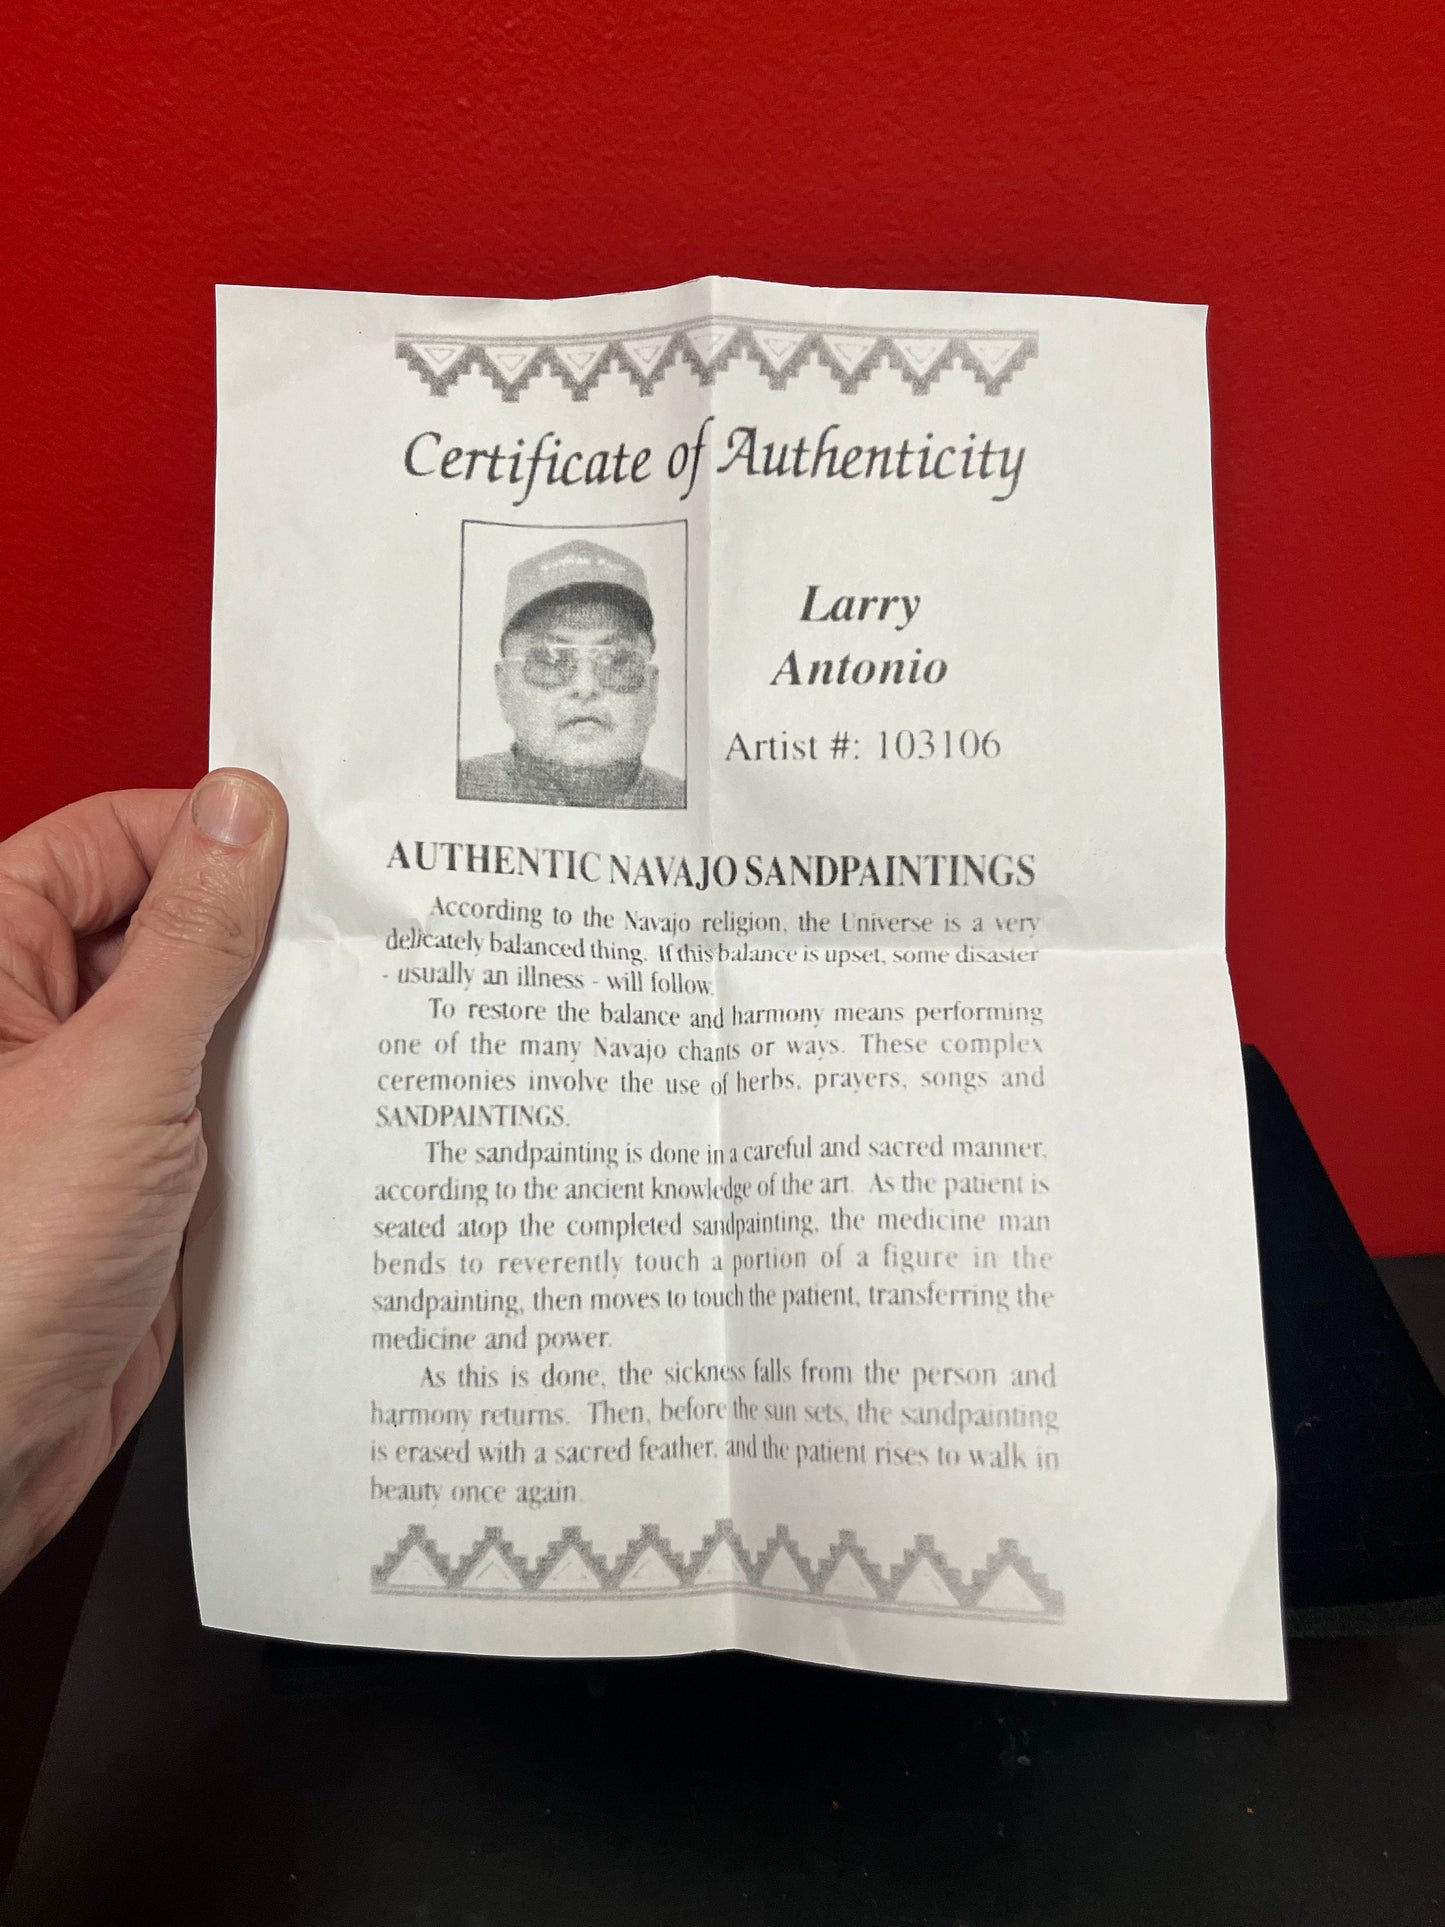 Certificate of Authenticity
Larry
Antonio
Artist #: 103106
AUTHENTIC NAVAJO SANDPAINTINGS
According to the Navajo religion, the Universe is a very
delicately balanced thing. If this balance is upset, some disaster
- usually an illness - will follow.
To restore the balance and harmony means performing
one of the many Navajo chants or ways. These complex
ceremonies involve the use of herbs, prayers, songs and
SANDPAINTINGS.
The sandpainting is done in a careful and sacred manner,
according to the ancient knowledge of the art. As the patient is
seated atop the completed sandpainting, the medicine man
bends to reverently touch a portion of a figure in the
sandpainting, then moves to touch the patient, transferring the
medicine and power.
As this is done, the sickness falls from the person and
harmony returns. Then, before the sun sets, the sandpainting
is erased with a sacred feather, and the patient rises to walk in
beauty once again.